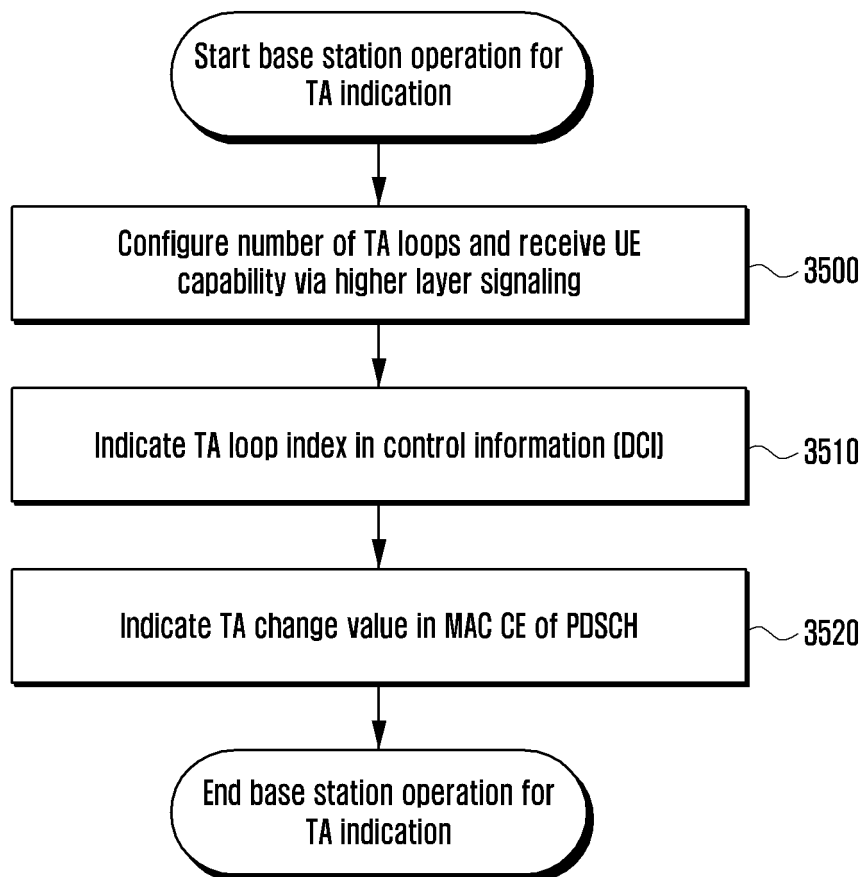 Start base station operation for
TA indication
Configure number of TA loops and receive UE
capability via higher layer signaling
3500
Indicate TA loop index in control information (DCI)
3510
Indicate TA change value in MAC CE of PDSCH
3520
End base station operation for
TA indication